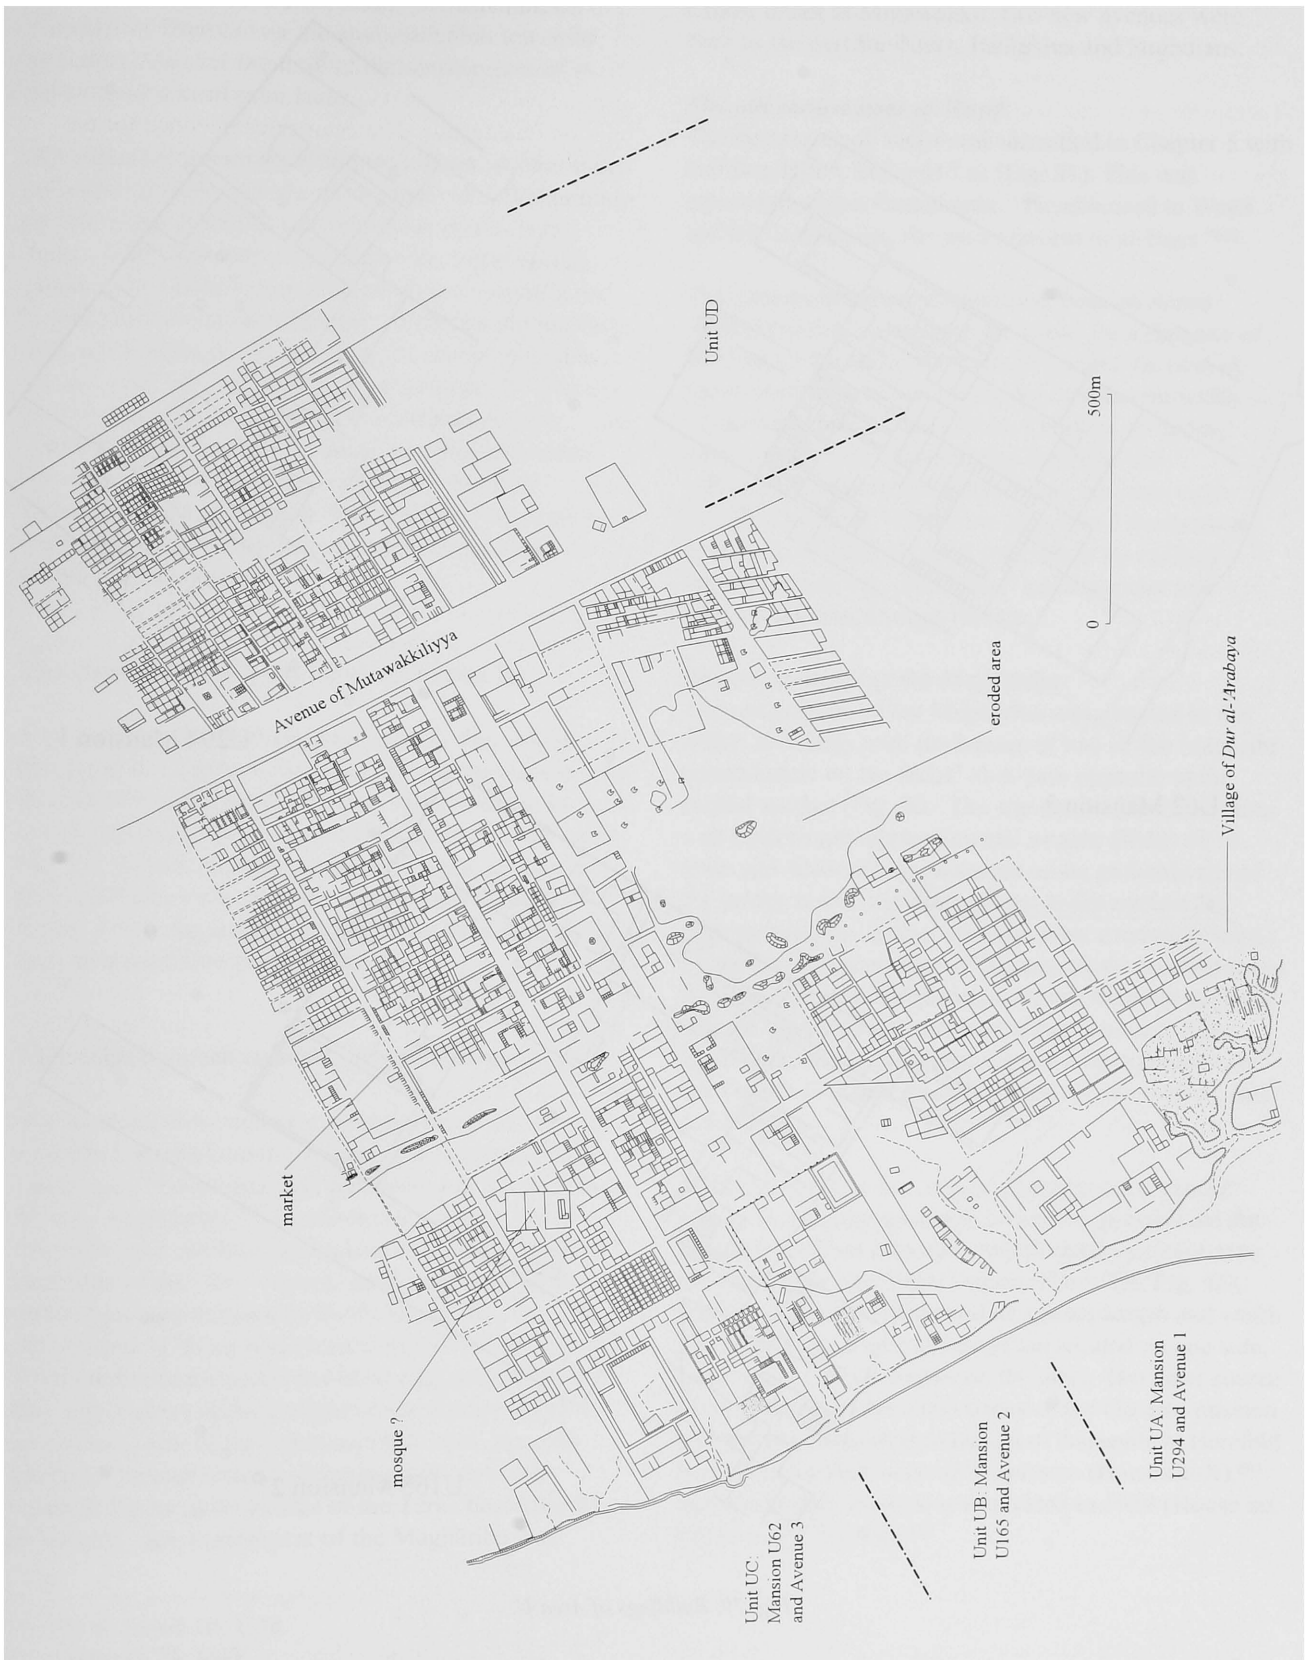 Unit UD
500m
0
Avenue of Mutawakkiliyya
eroded area
Village of Dur al-'Arabaya
market
mosque ?
Unit UC:
Mansion U62
and Avenue 3
Unit UB: Mansion
U165 and Avenue 2
Unit UA: Mansion
U294 and Avenue 1